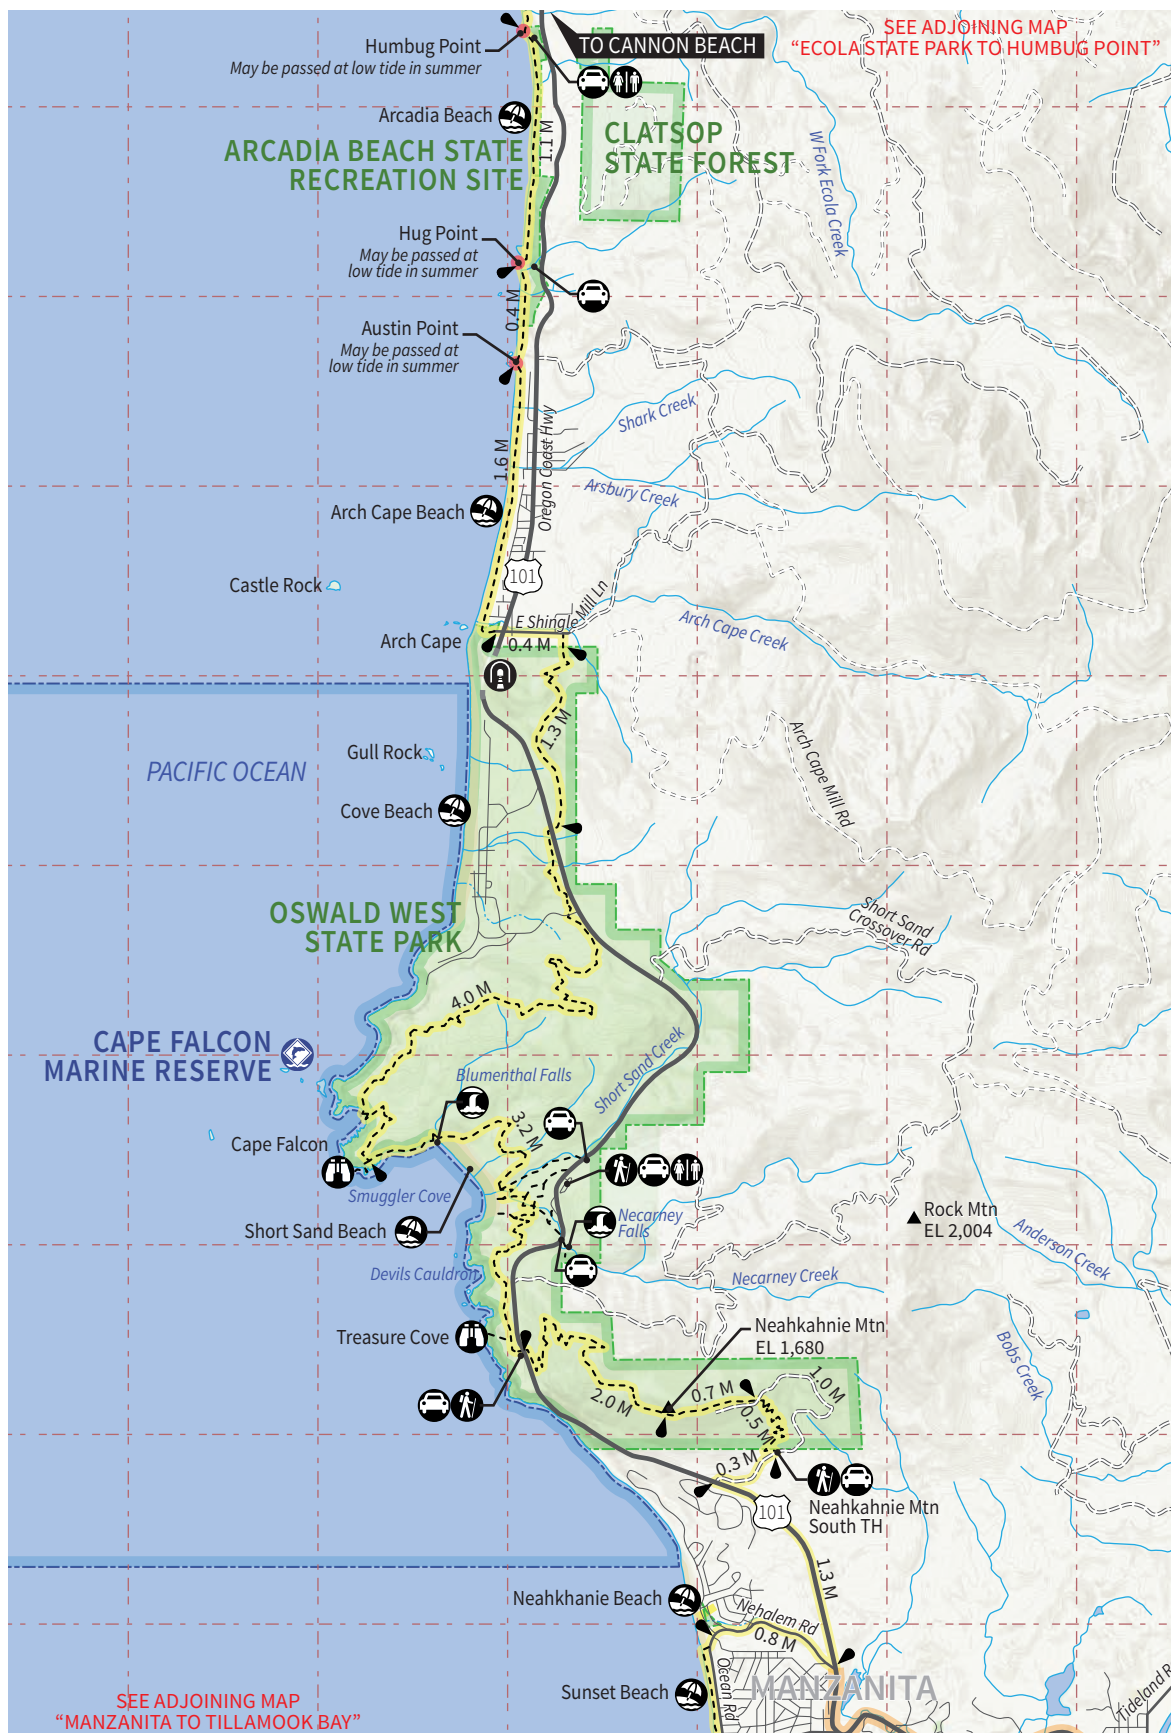 SEE ADJOINING MAP
“ECOLA STATE PARK TO HUMBUG POINT”
TO CANNON BEACH
Humbug Point
May be passed at low tide in summer
Arcadia Beach
ARCADIA BEACH STATE
RECREATION SITE
1.1 M
CLATSOP
STATE FOREST
W Fork Ecola Creek
Hug Point
May be passed at
low tide in summer
0.4 M
Austin Point
May be passed at
low tide in summer
Shark Creek
Oregon Coast Hwy
1.6 M
Arsbury Creek
Arch Cape Beach
101
Castle Rock
E Shingle Mill Ln
Arch Cape Creek
Arch Cape
0.4 M
1.3 M
Arch Cape Mill Rd
Gull Rock
PACIFIC OCEAN
Cove Beach
OSWALD WEST
STATE PARK
Short Sand
Crossover Rd
4.0 M
CAPE FALCON
MARINE RESERVE
Short Sand Creek
Blumenthal Falls
3.2 M
Cape Falcon
Smuggler Cove
Short Sand Beach
Necarney
Falls
Rock Mtn
EL 2,004
Anderson Creek
Devils Cauldron
Necarney Creek
Treasure Cove
Neahkahnie Mtn
EL 1,680
Bobs Creek
2.0 M
0.7 M
1.0 M
0.5 M
0.3 M
Neahkahnie Mtn
South TH
101
1.3 M
Neahkhanie Beach
Nehalem Rd
0.8 M
Ocean Rd
MANZANITA
Sunset Beach
Tideland R
SEE ADJOINING MAP
“MANZANITA TO TILLAMOOK BAY”